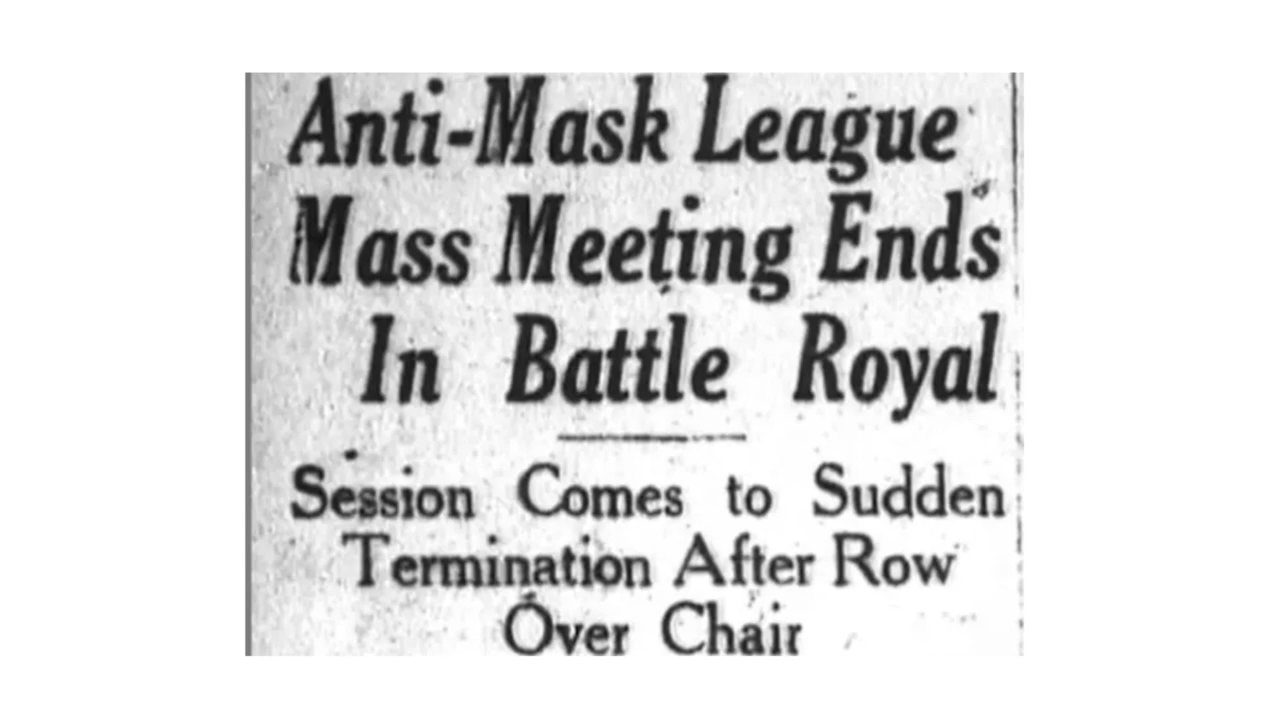 Anti-Mask League
Mass Meeting Ends
In Battle Royal
Session Comes to Sudden
Termination After Row
Over Chair